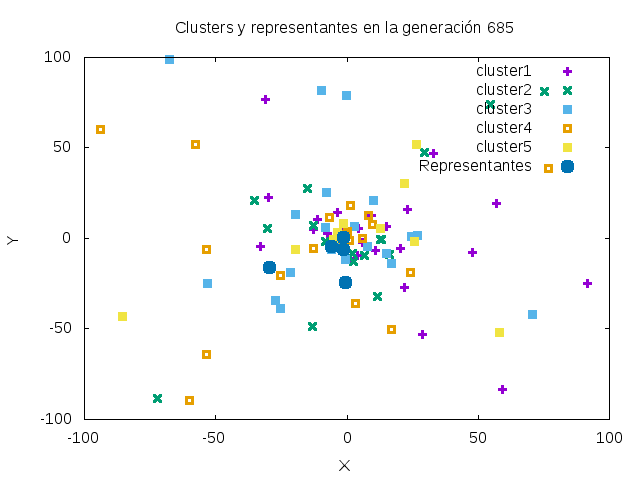 Clusters y representantes en la generación 685
100
50
0
-50
-100
-100
-50
0
50
100
Y
X
cluster1
cluster2
cluster3
cluster4
cluster5
Representantes